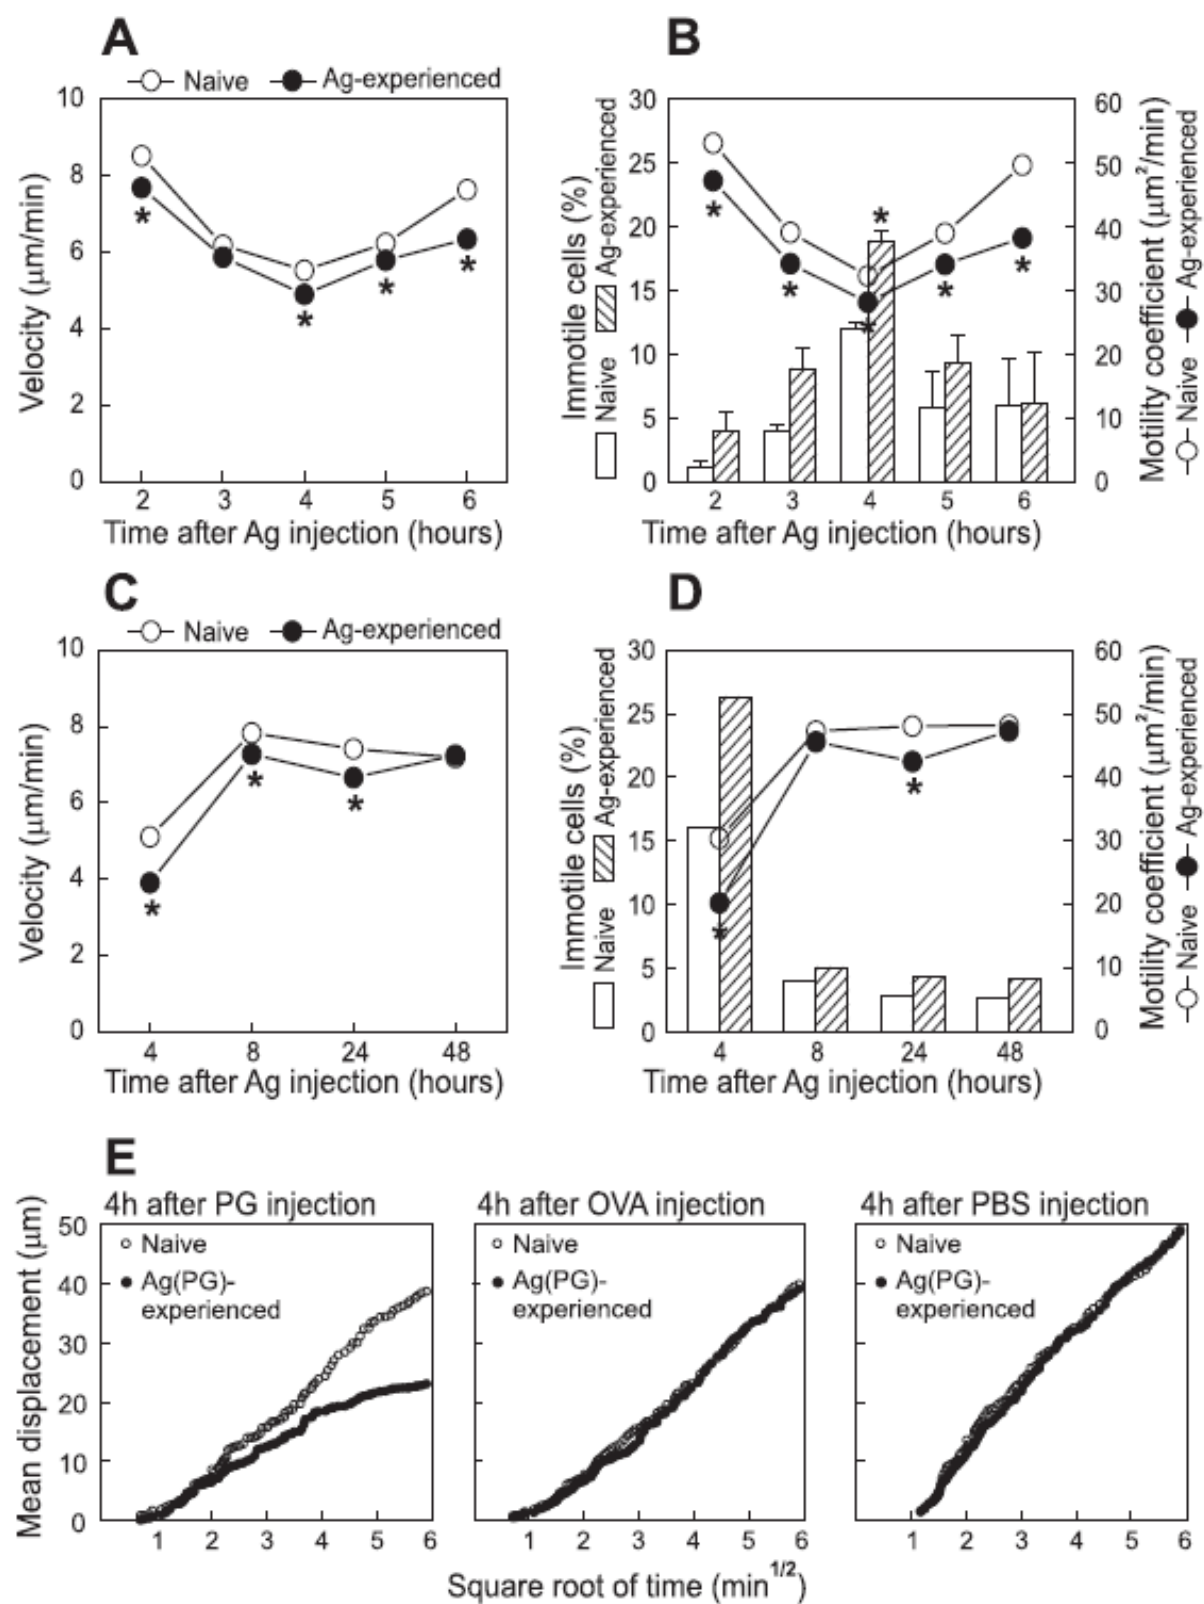 A
B
Naive Ag-experienced
10
8
6
4
2
0
Velocity (μm/min)
2 3 4 5 6
Time after Ag injection (hours)
*
*
*
*
30
25
20
15
10
5
0
Immotile cells (%)
Naive Ag-experienced
60
50
40
30
20
10
0
Motility coefficient (μm²/min)
Naive Ag-experienced
2 3 4 5 6
Time after Ag injection (hours)
*
*
*
*
*
*
C
D
Naive Ag-experienced
10
8
6
4
2
0
Velocity (μm/min)
4 8 24 48
Time after Ag injection (hours)
*
*
*
30
25
20
15
10
5
0
Immotile cells (%)
Naive Ag-experienced
60
50
40
30
20
10
0
Motility coefficient (μm²/min)
Naive Ag-experienced
4 8 24 48
Time after Ag injection (hours)
*
*
E
4h after PG injection
Naive
Ag(PG)-
experienced
50
40
30
20
10
0
Mean displacement (μm)
1 2 3 4 5 6
4h after OVA injection
Naive
Ag(PG)-
experienced
1 2 3 4 5 6
4h after PBS injection
Naive
Ag(PG)-
experienced
1 2 3 4 5 6
Square root of time (min^1/2)